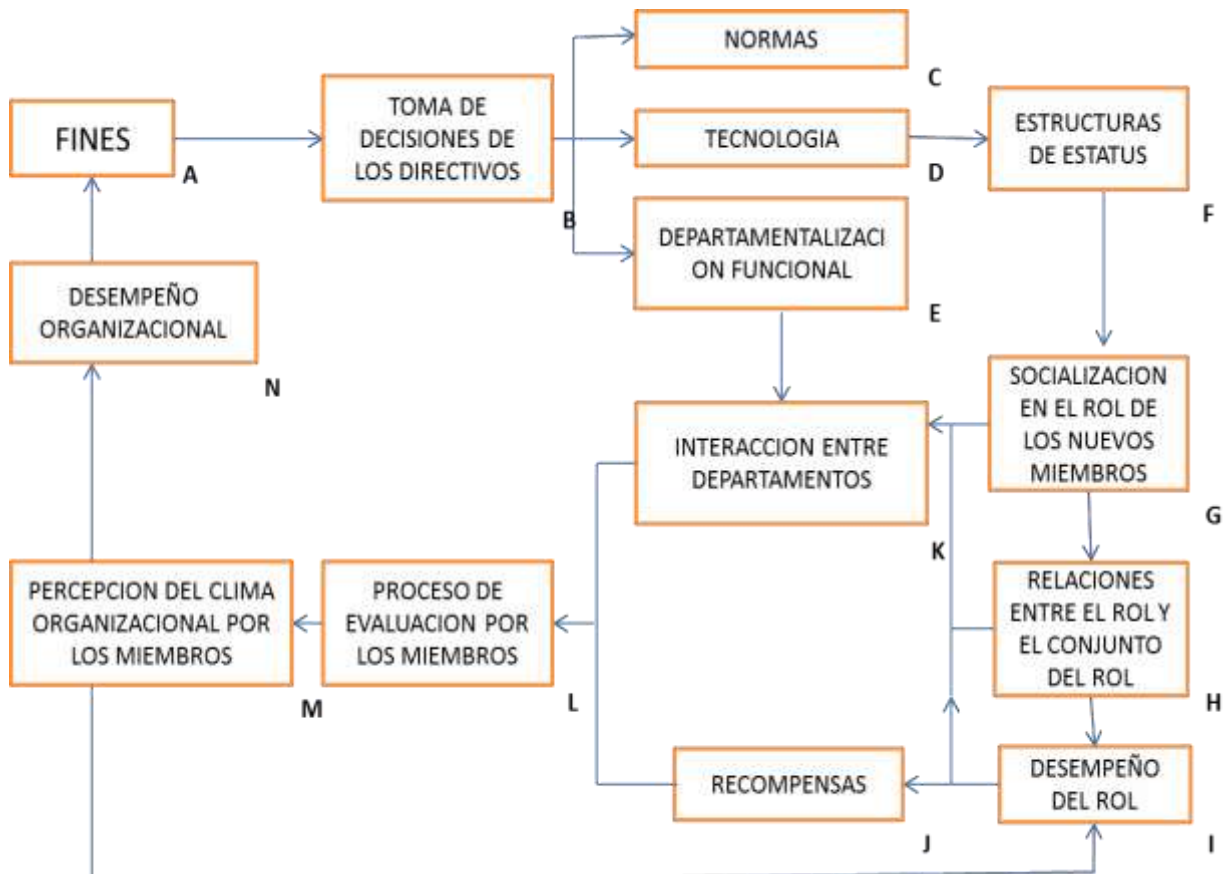 FINES
A
TOMA DE
DECISIONES DE
LOS DIRECTIVOS
B
NORMAS
C
TECNOLOGIA
D
DEPARTAMENTALIZACI
ON FUNCIONAL
E
ESTRUCTURAS
DE ESTATUS
F
SOCIALIZACION
EN EL ROL DE
LOS NUEVOS
MIEMBROS
G
RELACIONES
ENTRE EL ROL Y
EL CONJUNTO
DEL ROL
H
DESEMPEÑO
DEL ROL
I
RECOMPENSAS
J
INTERACCION ENTRE
DEPARTAMENTOS
K
PROCESO DE
EVALUACION POR
LOS MIEMBROS
L
PERCEPCION DEL CLIMA
ORGANIZACIONAL POR
LOS MIEMBROS
M
DESEMPEÑO
ORGANIZACIONAL
N